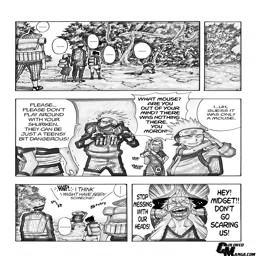 PLEASE...
PLEASE DON'T
PLAY AROUND
WITH YOUR
SHURIKEN.
THEY CAN BE
JUST A TEENSY
BIT DANGEROUS!
WHAT MOUSE?
ARE YOU
OUT OF YOUR
MIND? THERE
WAS NOTHING
THERE,
YOU
MORON!
I...UH,
GUESS IT
WAS ONLY
A MOUSE.
I THINK
I MIGHT HAVE SEEN
SOMEONE!
STOP
MESSING
WITH OUR
HEADS!
HEY!
MIDGET!!
DON'T
GO
SCARING
US!